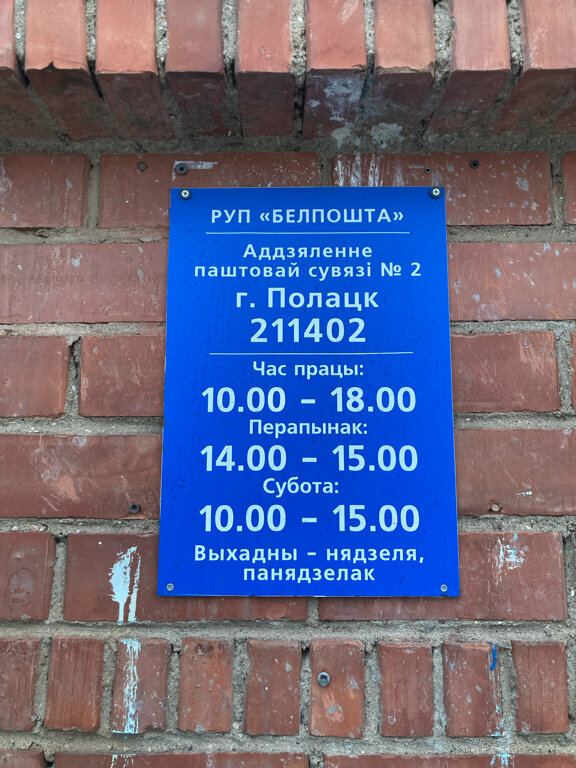 РУП «БЕЛПОШТА»
Аддзяленне
паштовай сувязі № 2
г. Полацк
211402
Час працы:
10.00 – 18.00
Перапынак:
14.00 – 15.00
Субота:
10.00 – 15.00
Выхадны – нядзеля,
панядзелак